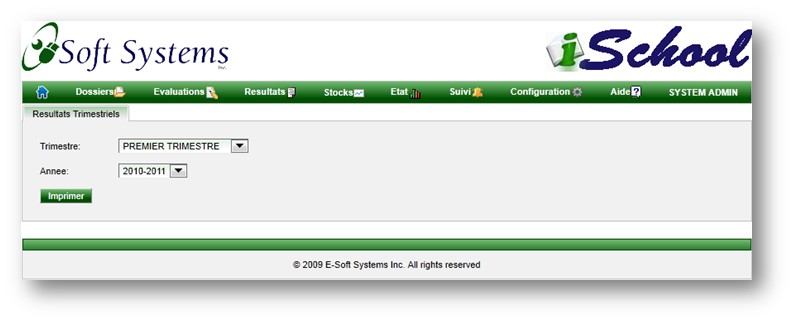 Soft Systems Inc.
iSchool
Dossiers Evaluations Resultats Stocks Etat Suivi Configuration Aide SYSTEM ADMIN
Resultats Trimestriels
Trimestre: PREMIER TRIMESTRE
Annee: 2010-2011
Imprimer
© 2009 E-Soft Systems Inc. All rights reserved